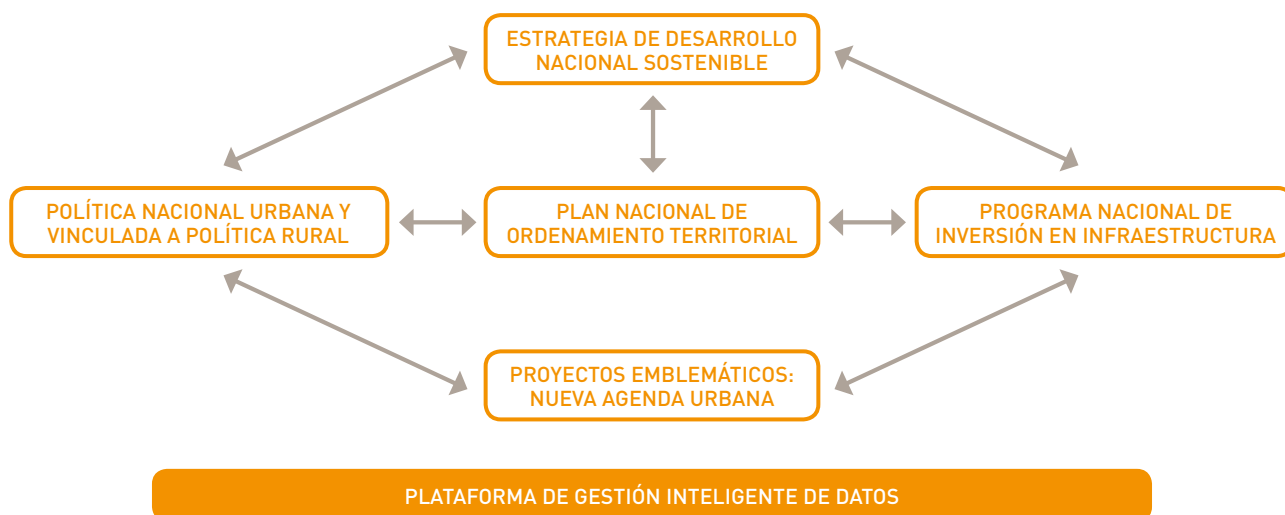 ESTRATEGIA DE DESARROLLO
NACIONAL SOSTENIBLE
POLÍTICA NACIONAL URBANA Y
VINCULADA A POLÍTICA RURAL
PLAN NACIONAL DE
ORDENAMIENTO TERRITORIAL
PROGRAMA NACIONAL DE
INVERSIÓN EN INFRAESTRUCTURA
PROYECTOS EMBLEMÁTICOS:
NUEVA AGENDA URBANA
PLATAFORMA DE GESTIÓN INTELIGENTE DE DATOS